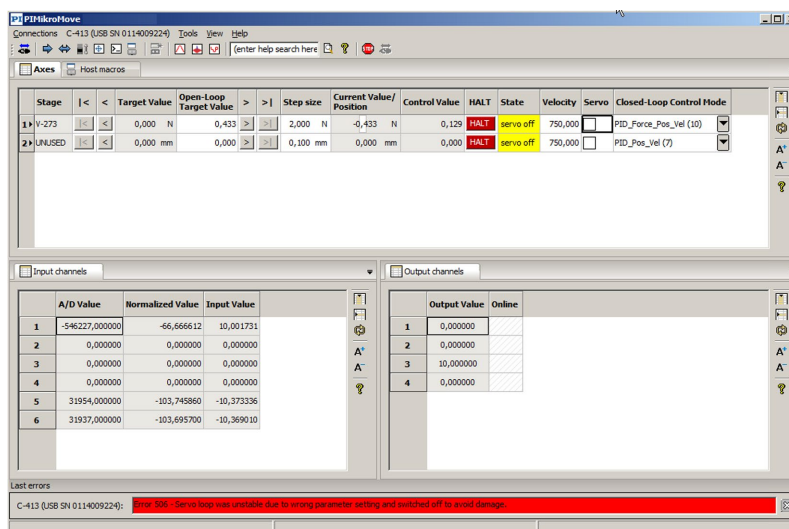 PI PIMikroMove
Connections C-413 (USB SN 0114009224) Tools View Help
(enter help search here STOP
Axes Host macros
Stage |< < Target Value Open-Loop Target Value > >| Step size Current Value/ Position Control Value HALT State Velocity Servo Closed-Loop Control Mode
1 V-273 |< < 0,000 N 0,433 > >| 2,000 N -0,433 N 0,129 HALT servo off 750,000 PID_Force_Pos_Vel (10)
2 UNUSED |< < 0,000 mm 0,000 > >| 0,100 mm 0,000 mm 0,000 HALT servo off 750,000 PID_Pos_Vel (7)
A+
A-
Input channels
A/D Value Normalized Value Input Value
1 -546227,000000 -66,666612 10,001731
2 0,000000 0,000000 0,000000
3 0,000000 0,000000 0,000000
4 0,000000 0,000000 0,000000
5 31954,000000 -103,745860 -10,373336
6 31937,000000 -103,695700 -10,369010
A+
A-
Output channels
Output Value Online
1 0,000000
2 0,000000
3 10,000000
4 0,000000
A+
A-
Last errors
C-413 (USB SN 0114009224): Error 506 - Servo loop was unstable due to wrong parameter setting and switched off to avoid damage.